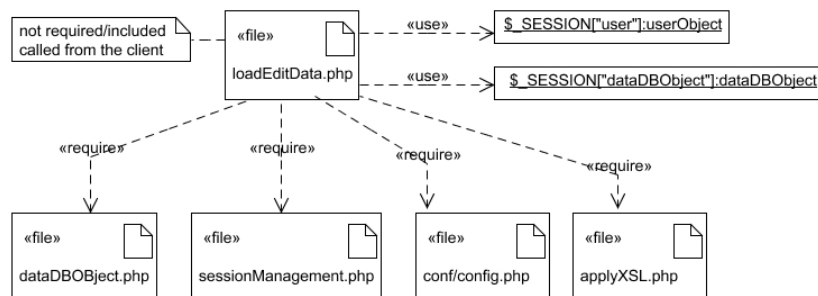 not required/included
called from the client
«file»
loadEditData.php
«use»
$_SESSION["user"]:userObject
«use»
$_SESSION["dataDBObject"]:dataDBObject
«require»
«require»
«require»
«require»
«file»
dataDBOBject.php
«file»
sessionManagement.php
«file»
conf/config.php
«file»
applyXSL.php